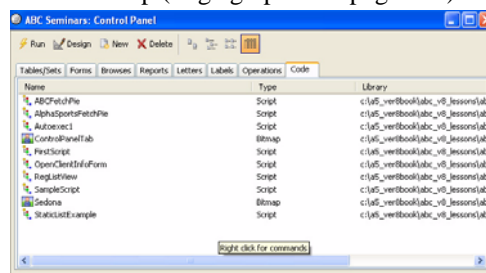 ABC Seminars: Control Panel
Run Design New Delete
Tables/Sets Forms Browses Reports Letters Labels Operations Code
Name Type Library
ABCFetchPie Script c:\a5_ver8book\abc_v8_lessons\ab
AlphaSportsFetchPie Script c:\a5_ver8book\abc_v8_lessons\ab
Autoexec1 Script c:\a5_ver8book\abc_v8_lessons\ab
ControlPanelTab Bitmap c:\a5_ver8book\abc_v8_lessons\ab
FirstScript Script c:\a5_ver8book\abc_v8_lessons\ab
OpenClientInfoForm Script c:\a5_ver8book\abc_v8_lessons\ab
RegListView Script c:\a5_ver8book\abc_v8_lessons\ab
SampleScript Script c:\a5_ver8book\abc_v8_lessons\ab
Sedona Bitmap c:\a5_ver8book\abc_v8_lessons\ab
StaticListExample Script c:\a5_ver8book\abc_v8_lessons\ab
Right click for commands